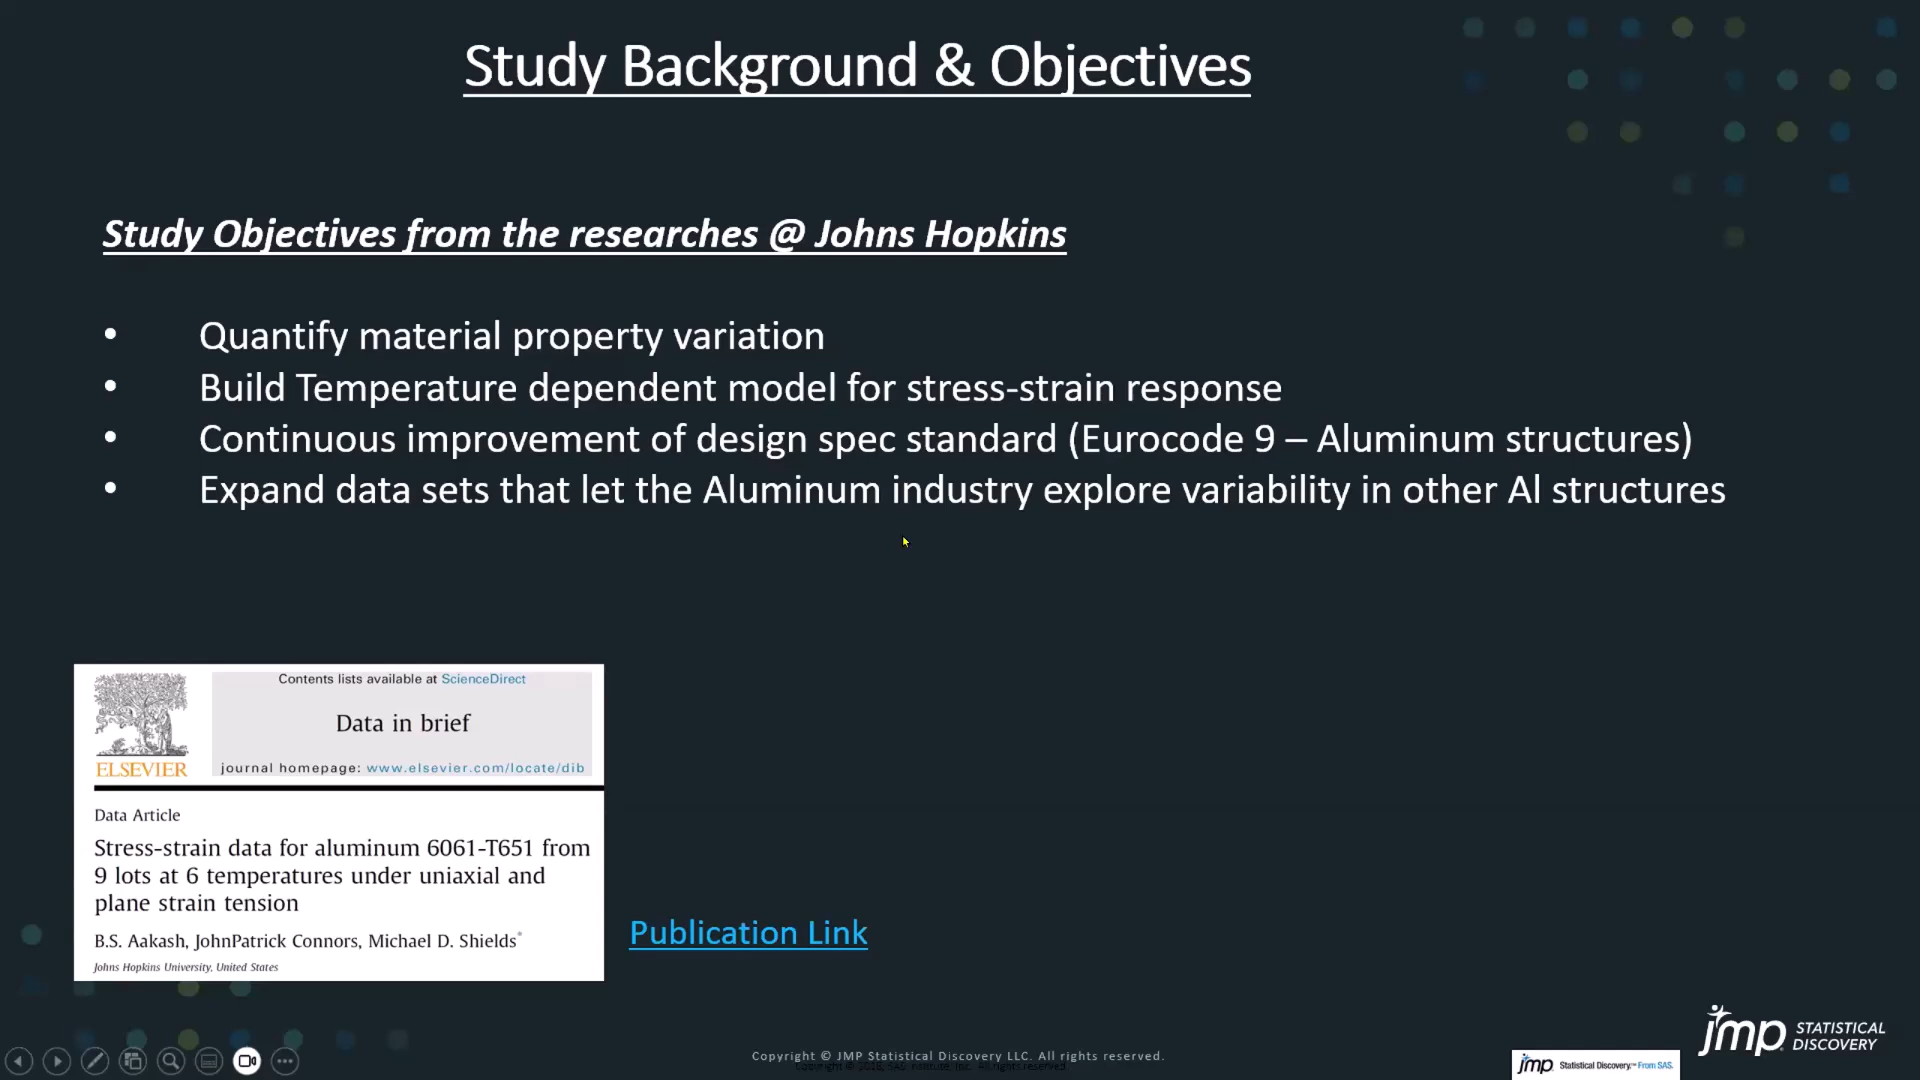 Study Background & Objectives
Study Objectives from the researches @ Johns Hopkins
• Quantify material property variation
• Build Temperature dependent model for stress-strain response
• Continuous improvement of design spec standard (Eurocode 9 – Aluminum structures)
• Expand data sets that let the Aluminum industry explore variability in other Al structures
Contents lists available at ScienceDirect
Data in brief
journal homepage: www.elsevier.com/locate/dib
ELSEVIER
Data Article
Stress-strain data for aluminum 6061-T651 from
9 lots at 6 temperatures under uniaxial and
plane strain tension
B.S. Aakash, JohnPatrick Connors, Michael D. Shields*
Johns Hopkins University, United States
Publication Link
Copyright © JMP Statistical Discovery LLC. All rights reserved.
jmp STATISTICAL
DISCOVERY
jmp Statistical Discovery.™ From SAS.